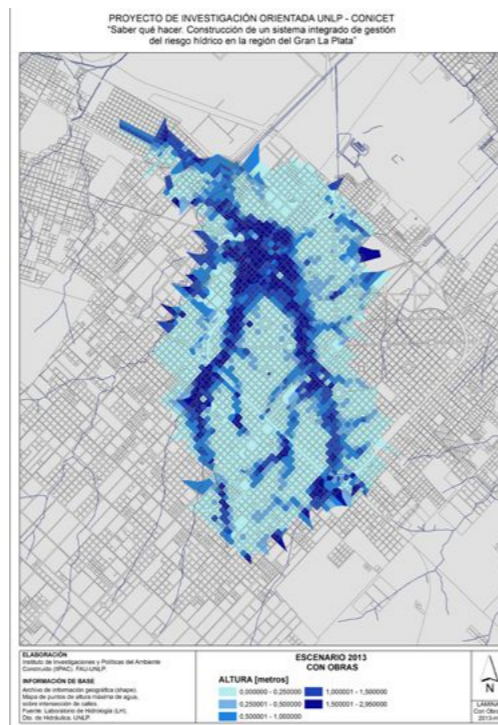 PROYECTO DE INVESTIGACIÓN ORIENTADA UNLP - CONICET
"Saber qué hacer. Construcción de un sistema integrado de gestión
del riesgo hídrico en la región del Gran La Plata"
ELABORACIÓN
Instituto de Investigaciones y Políticas del Ambiente
Construido (IIPAC). FAU-UNLP.
INFORMACIÓN DE BASE
Archivo de información geográfica (shape).
Mapa de puntos de altura máxima de agua,
sobre intersección de calles.
Fuente: Laboratorio de Hidrología (LH).
Dto. de Hidráulica. UNLP.
ESCENARIO 2013
CON OBRAS
ALTURA [metros]
0,000000 - 0,250000
0,250001 - 0,500000
0,500001 - 1,000000
1,000001 - 1,500000
1,500001 - 2,950000
N
Con